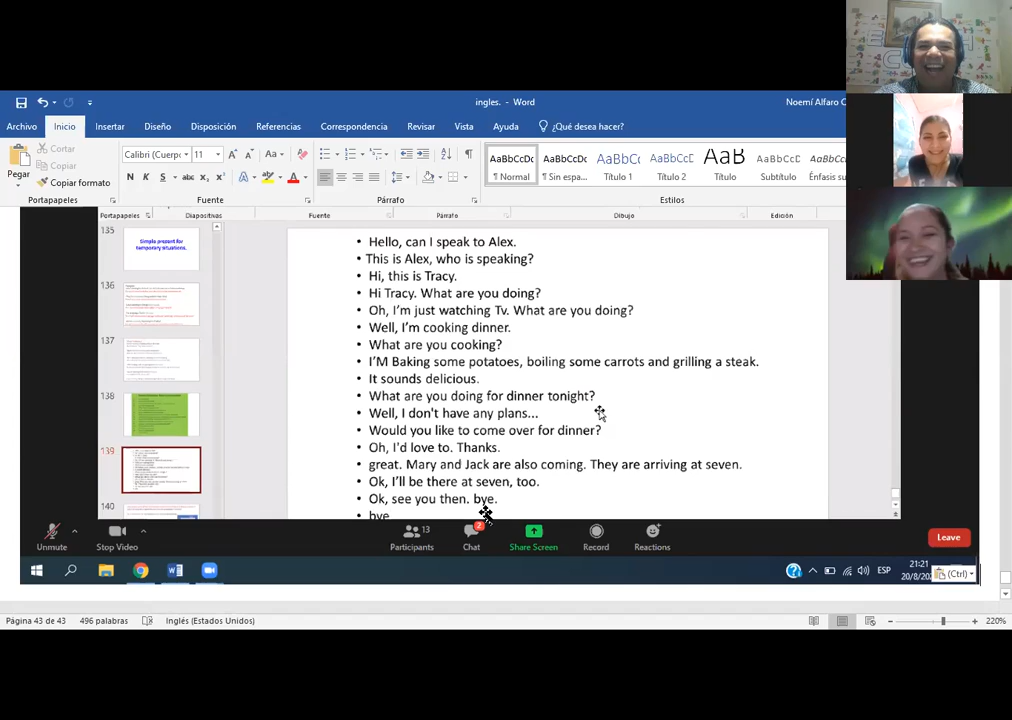 ingles. - Word
Noemí Alfaro C
Archivo Inicio Insertar Diseño Disposición Referencias Correspondencia Revisar Vista Ayuda ¿Qué desea hacer?
Pegar
Cortar
Copiar
Copiar formato
Calibri (Cuerpo 11
Aa
N K S abc x₁ x¹ A A
AaBbCcDc AaBbCcDc AaBbCc AaBbCcD AaB AaBbCcD AaBbCcDc
¶ Normal ¶ Sin espa... Título 1 Título 2 Título Subtítulo Énfasis sut
Portapapeles Fuente Párrafo Estilos
Portapapeles Diapositivas Fuente Párrafo Dibujo Edición
135
Simple present for
temporary situations.
136
137
138
139
140
• Hello, can I speak to Alex.
• This is Alex, who is speaking?
• Hi, this is Tracy.
• Hi Tracy. What are you doing?
• Oh, I'm just watching Tv. What are you doing?
• Well, I'm cooking dinner.
• What are you cooking?
• I'M Baking some potatoes, boiling some carrots and grilling a steak.
• It sounds delicious.
• What are you doing for dinner tonight?
• Well, I don't have any plans...
• Would you like to come over for dinner?
• Oh, I'd love to. Thanks.
• great. Mary and Jack are also coming. They are arriving at seven.
• Ok, I'll be there at seven, too.
• Ok, see you then. bye.
• bye
Unmute Stop Video Participants 13 Chat 2 Share Screen Record Reactions Leave
ESP
21:21
20/8/20
(Ctrl)
Página 43 de 43 496 palabras Inglés (Estados Unidos) 220%